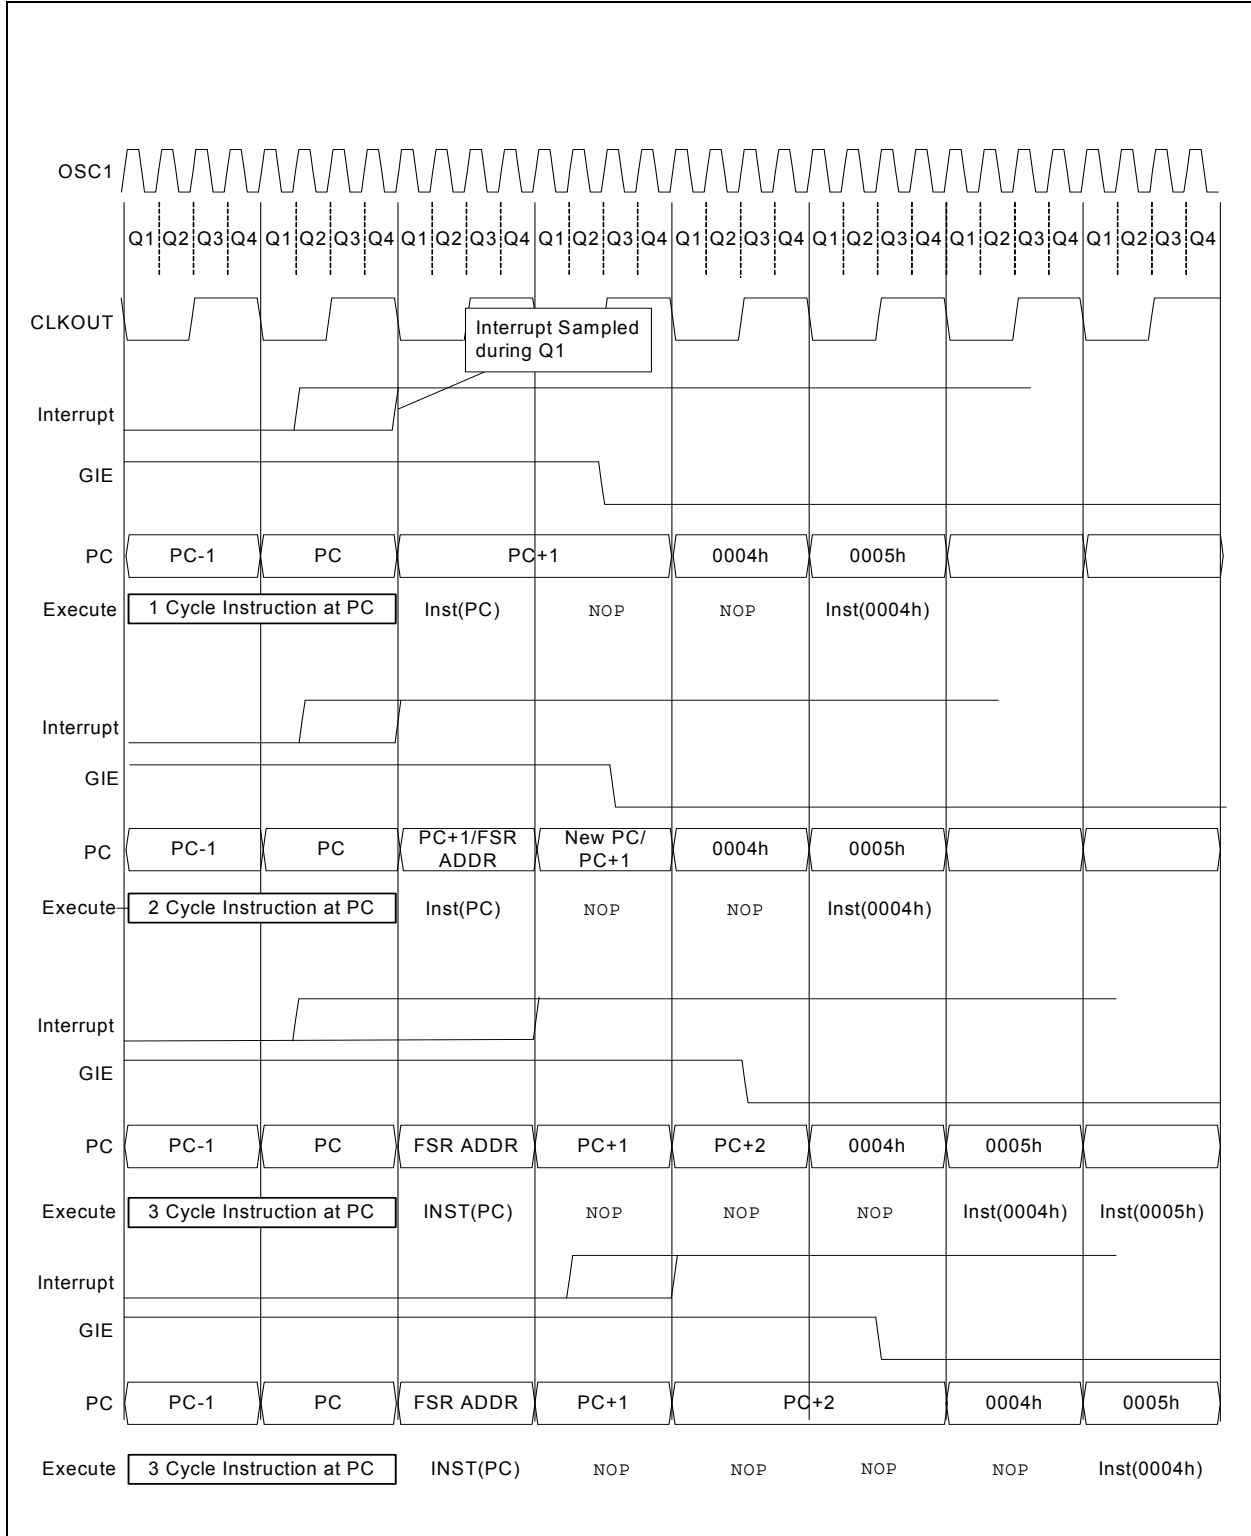 OSC1
Q1 Q2 Q3 Q4 Q1 Q2 Q3 Q4 Q1 Q2 Q3 Q4 Q1 Q2 Q3 Q4 Q1 Q2 Q3 Q4 Q1 Q2 Q3 Q4 Q1 Q2 Q3 Q4 Q1 Q2 Q3 Q4
CLKOUT
Interrupt Sampled
during Q1
Interrupt
GIE
PC PC-1 PC PC+1 0004h 0005h
Execute 1 Cycle Instruction at PC Inst(PC) NOP NOP Inst(0004h)
Interrupt
GIE
PC PC-1 PC PC+1/FSR ADDR New PC/ PC+1 0004h 0005h
Execute 2 Cycle Instruction at PC Inst(PC) NOP NOP Inst(0004h)
Interrupt
GIE
PC PC-1 PC FSR ADDR PC+1 PC+2 0004h 0005h
Execute 3 Cycle Instruction at PC INST(PC) NOP NOP NOP Inst(0004h) Inst(0005h)
Interrupt
GIE
PC PC-1 PC FSR ADDR PC+1 PC+2 0004h 0005h
Execute 3 Cycle Instruction at PC INST(PC) NOP NOP NOP NOP Inst(0004h)